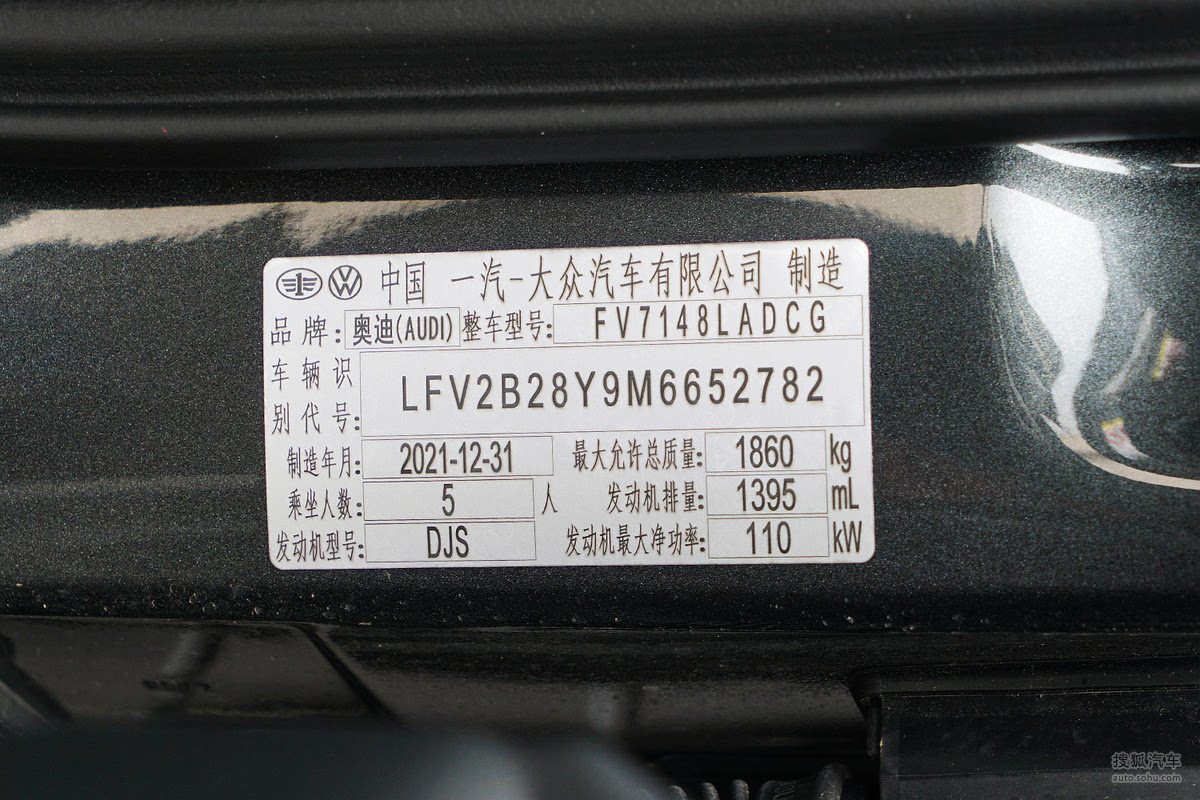 中国 一汽-大众汽车有限公司 制造
品牌: 奥迪(AUDI) 整车型号: FV7148LADCG
车辆识别代号: LFV2B28Y9M6652782
制造年月: 2021-12-31 最大允许总质量: 1860 kg
乘坐人数: 5 人 发动机排量: 1395 mL
发动机型号: DJS 发动机最大净功率: 110 kW
搜狐汽车
auto.sohu.com